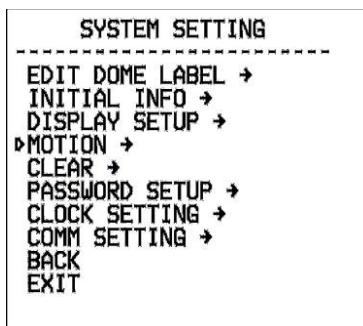 SYSTEM SETTING
EDIT DOME LABEL →
INITIAL INFO →
DISPLAY SETUP →
MOTION →
CLEAR →
PASSWORD SETUP →
CLOCK SETTING →
COMM SETTING →
BACK
EXIT